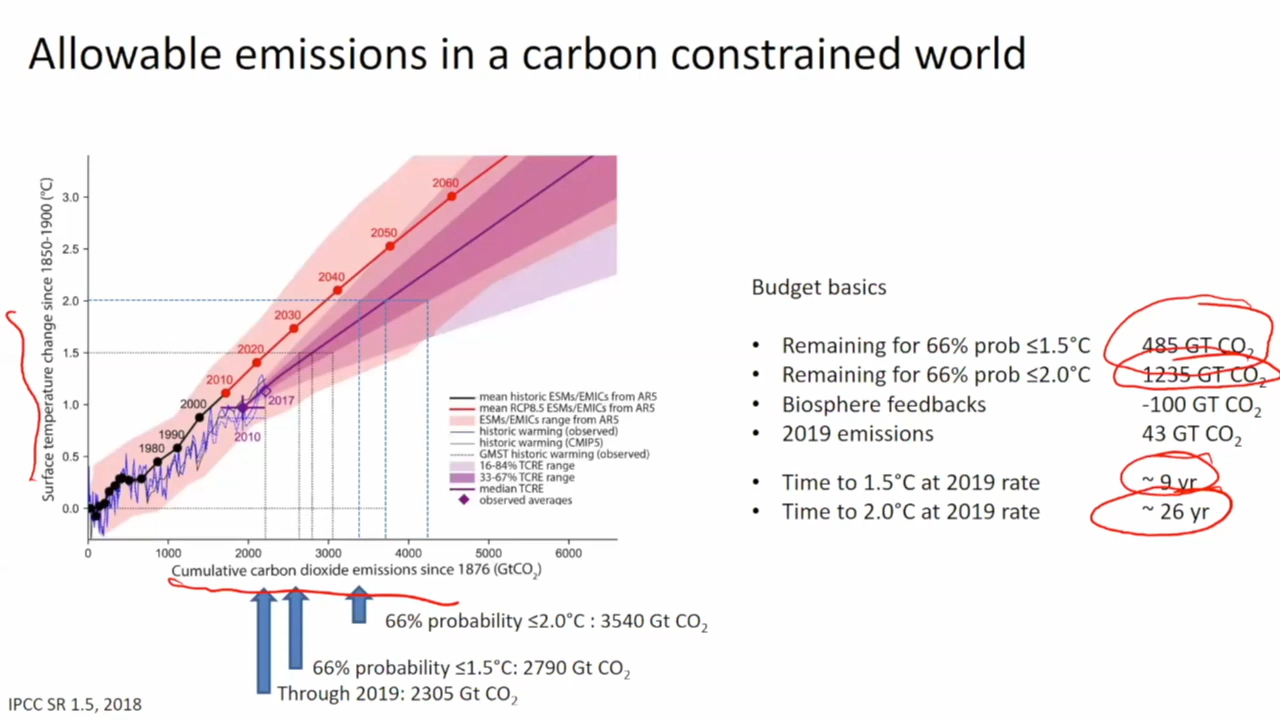 Allowable emissions in a carbon constrained world
Surface temperature change since 1850-1900 (°C)
3.0
2.5
2.0
1.5
1.0
0.5
0.0
1980
1990
2000
2010
2020
2030
2040
2050
2060
2017
2010
mean historic ESMs/EMICs from AR5
mean RCP8.5 ESMs/EMICs from AR5
ESMs/EMICs range from AR5
historic warming (observed)
historic warming (CMIP5)
GMST historic warming (observed)
16-84% TCRE range
33-67% TCRE range
median TCRE
observed averages
0 1000 2000 3000 4000 5000 6000
Cumulative carbon dioxide emissions since 1876 (GtCO₂)
66% probability ≤2.0°C : 3540 Gt CO₂
66% probability ≤1.5°C: 2790 Gt CO₂
Through 2019: 2305 Gt CO₂
IPCC SR 1.5, 2018
Budget basics
• Remaining for 66% prob ≤1.5°C 485 GT CO₂
• Remaining for 66% prob ≤2.0°C 1235 GT CO₂
• Biosphere feedbacks -100 GT CO₂
• 2019 emissions 43 GT CO₂
• Time to 1.5°C at 2019 rate ~ 9 yr
• Time to 2.0°C at 2019 rate ~ 26 yr